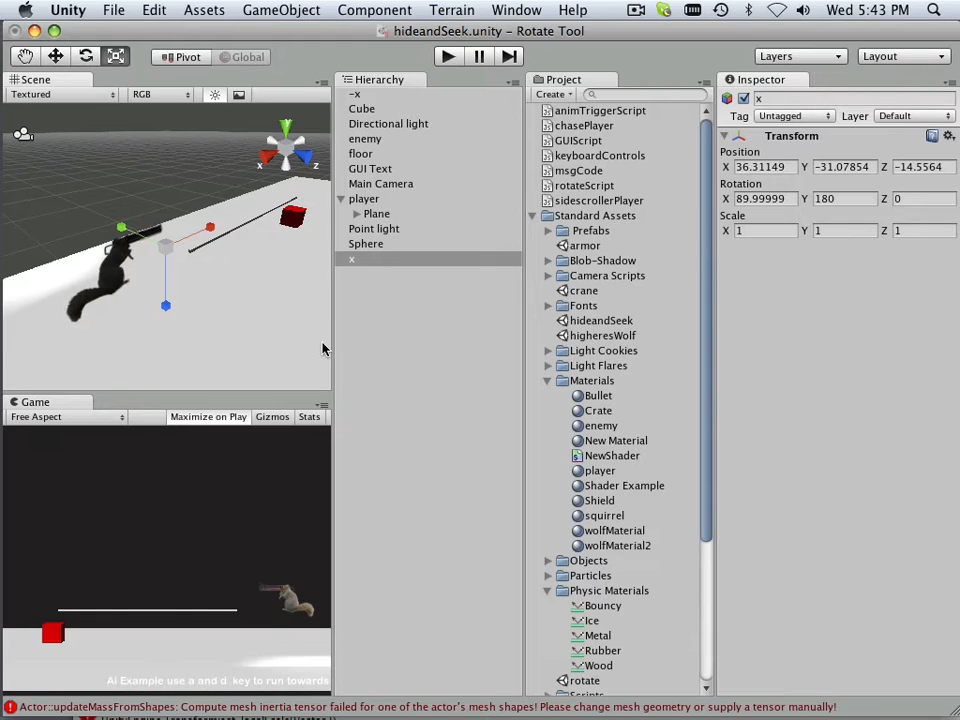 Unity File Edit Assets GameObject Component Terrain Window Help Wed 5:43 PM
hideandSeek.unity - Rotate Tool
Pivot Global Layers Layout
Scene
Textured RGB
x z
Game
Free Aspect Maximize on Play Gizmos Stats
Ai Example use a and d key to run towards
Hierarchy
-x
Cube
Directional light
enemy
floor
GUI Text
Main Camera
player
Plane
Point light
Sphere
x
Project
Create
animTriggerScript
chasePlayer
GUIScript
keyboardControls
msgCode
rotateScript
sidescrollerPlayer
Standard Assets
Prefabs
armor
Blob-Shadow
Camera Scripts
crane
Fonts
hideandSeek
higheresWolf
Light Cookies
Light Flares
Materials
Bullet
Crate
enemy
New Material
NewShader
player
Shader Example
Shield
squirrel
wolfMaterial
wolfMaterial2
Objects
Particles
Physic Materials
Bouncy
Ice
Metal
Rubber
Wood
rotate
Scripts
Inspector
x
Tag Untagged Layer Default
Transform
Position
X 36.31149 Y -31.07854 Z -14.5564
Rotation
X 89.99999 Y 180 Z 0
Scale
X 1 Y 1 Z 1
Actor::updateMassFromShapes: Compute mesh inertia tensor failed for one of the actor's mesh shapes! Please change mesh geometry or supply a tensor manually!